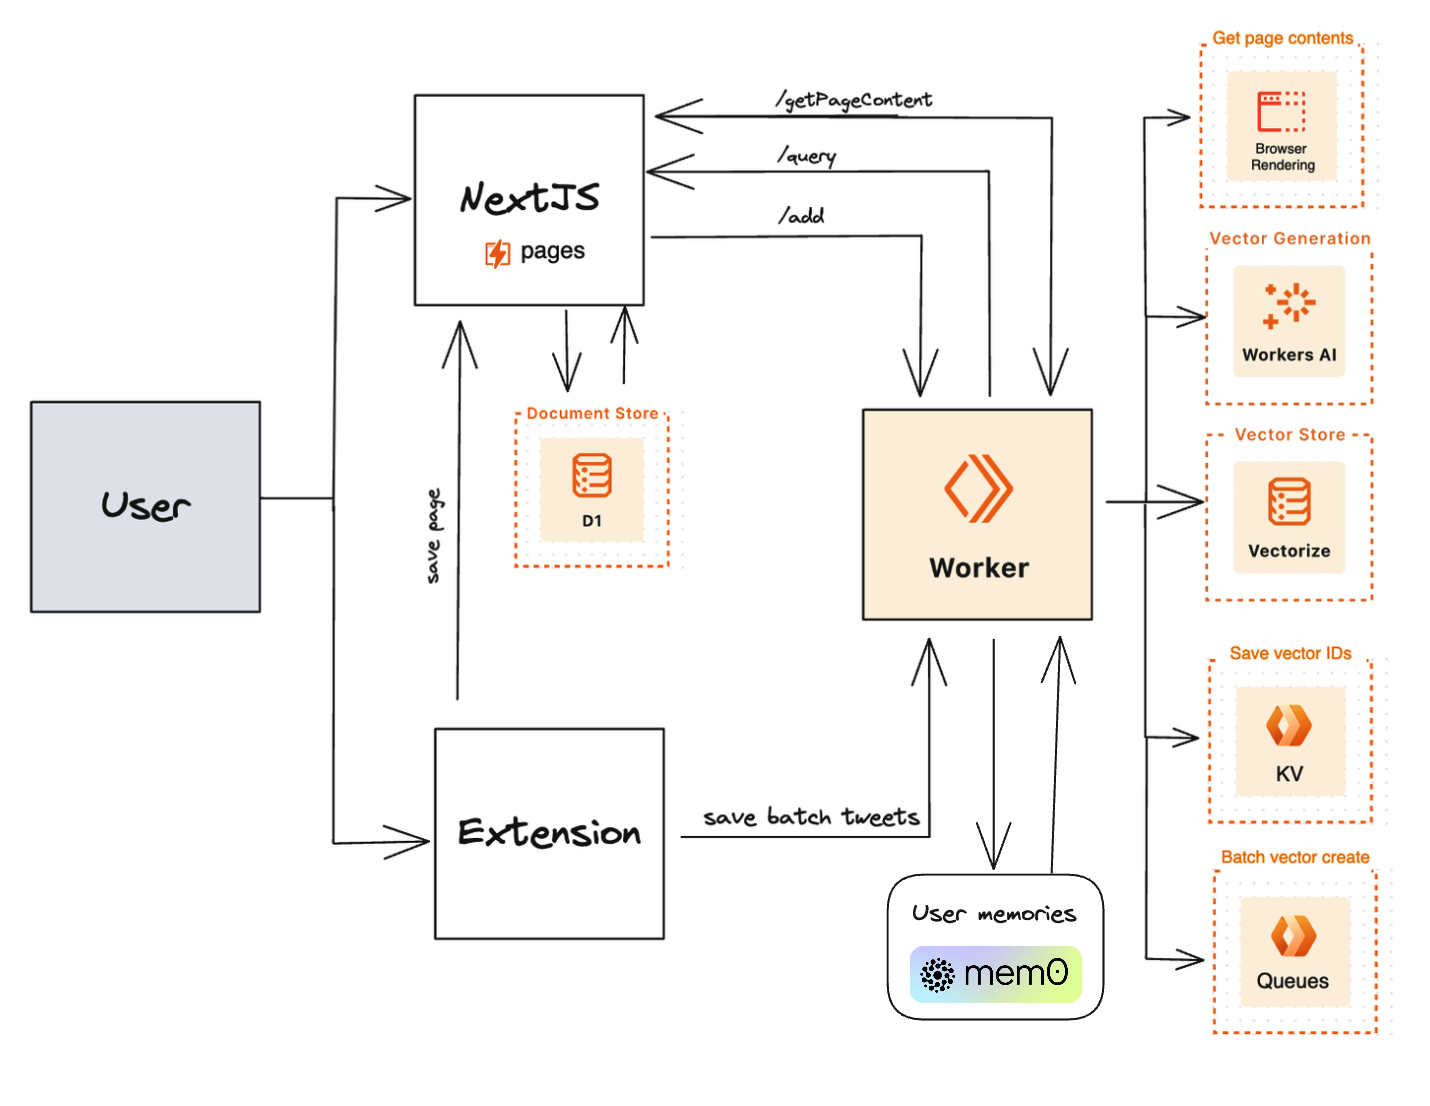 Get page contents
Browser
Rendering
/getPageContent
/query
/add
NextJS
pages
Vector Generation
Workers AI
Document Store
D1
Vector Store
Vectorize
User
save page
Worker
Save vector IDs
KV
Extension
save batch tweets
Batch vector create
Queues
User memories
mem0